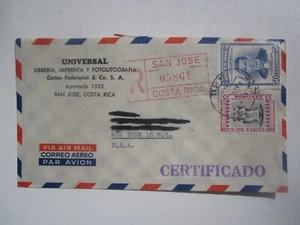 UNIVERSAL
LIBRERIA, IMPRENTA Y FOTOLITOGRAFIA
Carlos Federspiel & Co. S. A.
Apartado 1532
SAN JOSE, COSTA RICA
R
SAN JOSE
05861
COSTA RICA
NEW YORK 16 N.Y.
U.S.A.
VIA AIR MAIL
CORREO AEREO
PAR AVION
CERTIFICADO